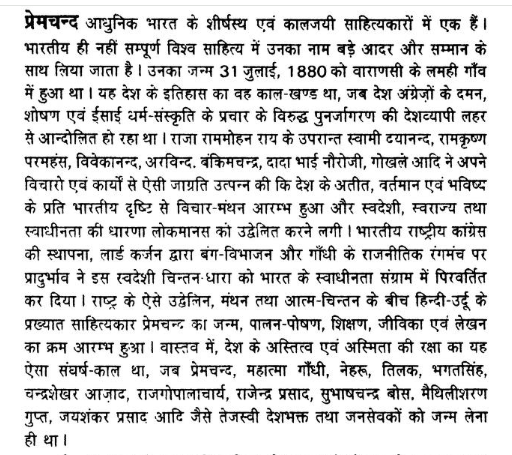 प्रेमचन्द आधुनिक भारत के शीर्षस्थ एवं कालजयी साहित्यकारों में एक हैं।
भारतीय ही नहीं सम्पूर्ण विश्व साहित्य में उनका नाम बड़े आदर और सम्मान के
साथ लिया जाता है। उनका जन्म 31 जुलाई, 1880 को वाराणसी के लमही गाँव
में हुआ था। यह देश के इतिहास का वह काल-खण्ड था, जब देश अंग्रेज़ों के दमन,
शोषण एवं ईसाई धर्म-संस्कृति के प्रचार के विरुद्ध पुनर्जागरण की देशव्यापी लहर
से आन्दोलित हो रहा था। राजा राममोहन राय के उपरान्त स्वामी दयानन्द, रामकृष्ण
परमहंस, विवेकानन्द, अरविन्द. बंकिमचन्द्र, दादा भाई नौरोजी, गोखले आदि ने अपने
विचारो एवं कार्यों से ऐसी जाग्रति उत्पन्न की कि देश के अतीत, वर्तमान एवं भविष्य
के प्रति भारतीय दृष्टि से विचार-मंथन आरम्भ हुआ और स्वदेशी, स्वराज्य तथा
स्वाधीनता की धारणा लोकमानस को उद्वेलित करने लगी। भारतीय राष्ट्रीय कांग्रेस
की स्थापना, लार्ड कर्जन द्वारा बंग-विभाजन और गाँधी के राजनीतिक रंगमंच पर
प्रादुर्भाव ने इस स्वदेशी चिन्तन-धारा को भारत के स्वाधीनता संग्राम में पिरवर्तित
कर दिया। राष्ट्र के ऐसे उद्वेलिन, मंथन तथा आत्म-चिन्तन के बीच हिन्दी-उर्दू के
प्रख्यात साहित्यकार प्रेमचन्द का जन्म, पालन-पोषण, शिक्षण, जीविका एवं लेखन
का क्रम आरम्भ हुआ। वास्तव में, देश के अस्तित्व एवं अस्मिता की रक्षा का यह
ऐसा संघर्ष-काल था, जब प्रेमचन्द, महात्मा गाँधी, नेहरू, तिलक, भगतसिंह,
चन्द्रशेखर आज़ाद, राजगोपालाचार्य, राजेन्द्र प्रसाद, सुभाषचन्द्र बोस. मैथिलीशरण
गुप्त, जयशंकर प्रसाद आदि जैसे तेजस्वी देशभक्त तथा जनसेवकों को जन्म लेना
ही था।